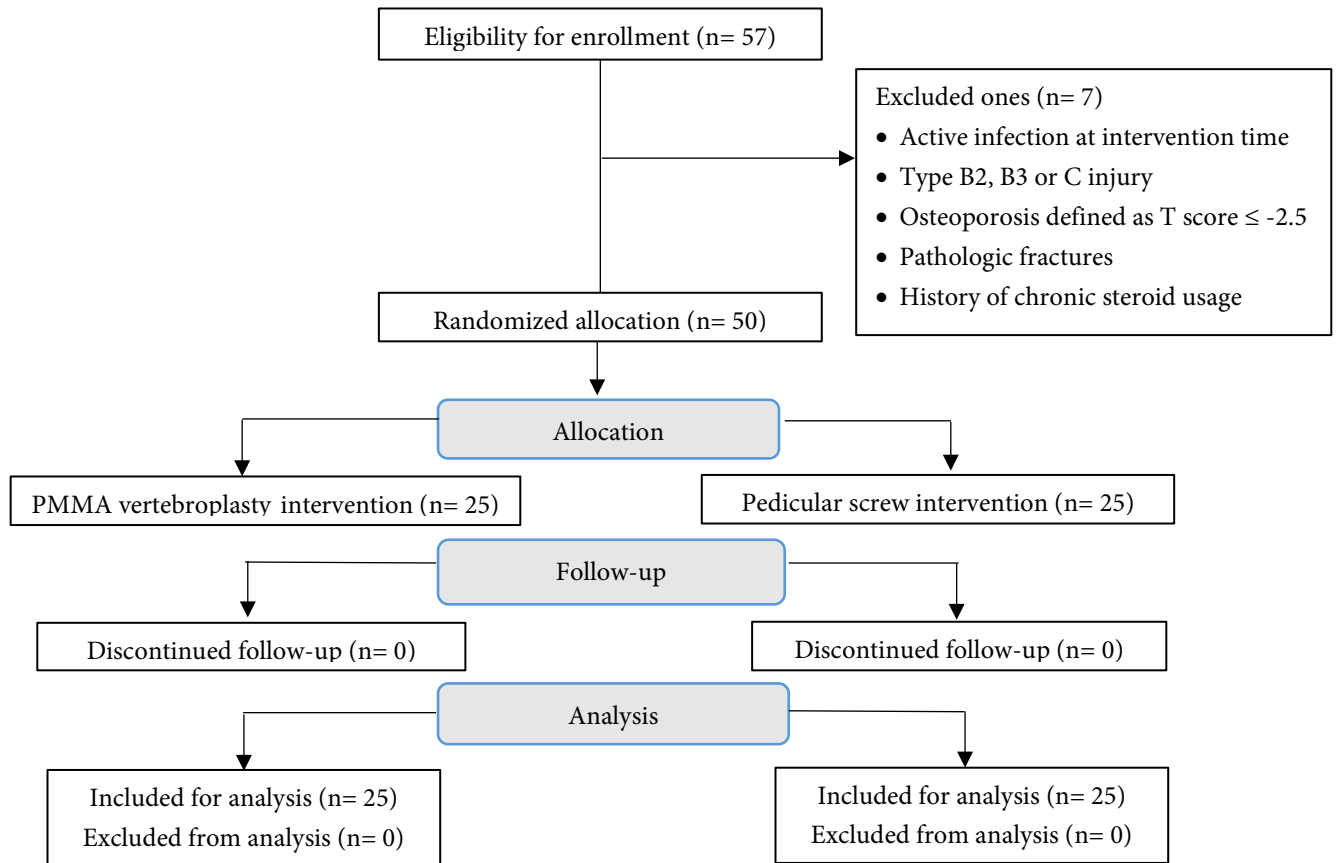 Eligibility for enrollment (n= 57)
Excluded ones (n= 7)
• Active infection at intervention time
• Type B2, B3 or C injury
• Osteoporosis defined as T score ≤ -2.5
• Pathologic fractures
• History of chronic steroid usage
Randomized allocation (n= 50)
Allocation
PMMA vertebroplasty intervention (n= 25)
Pedicular screw intervention (n= 25)
Follow-up
Discontinued follow-up (n= 0)
Discontinued follow-up (n= 0)
Analysis
Included for analysis (n= 25)
Excluded from analysis (n= 0)
Included for analysis (n= 25)
Excluded from analysis (n= 0)